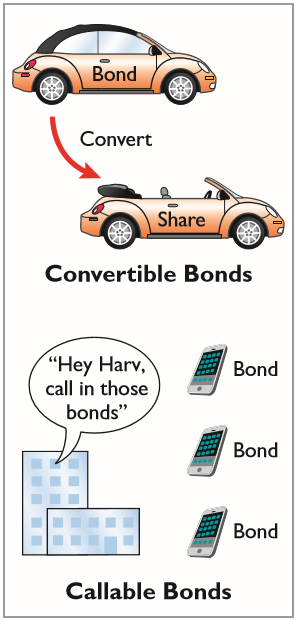 Bond
Convert
Share
Convertible Bonds
“Hey Harv,
call in those
bonds”
Bond
Bond
Bond
Callable Bonds